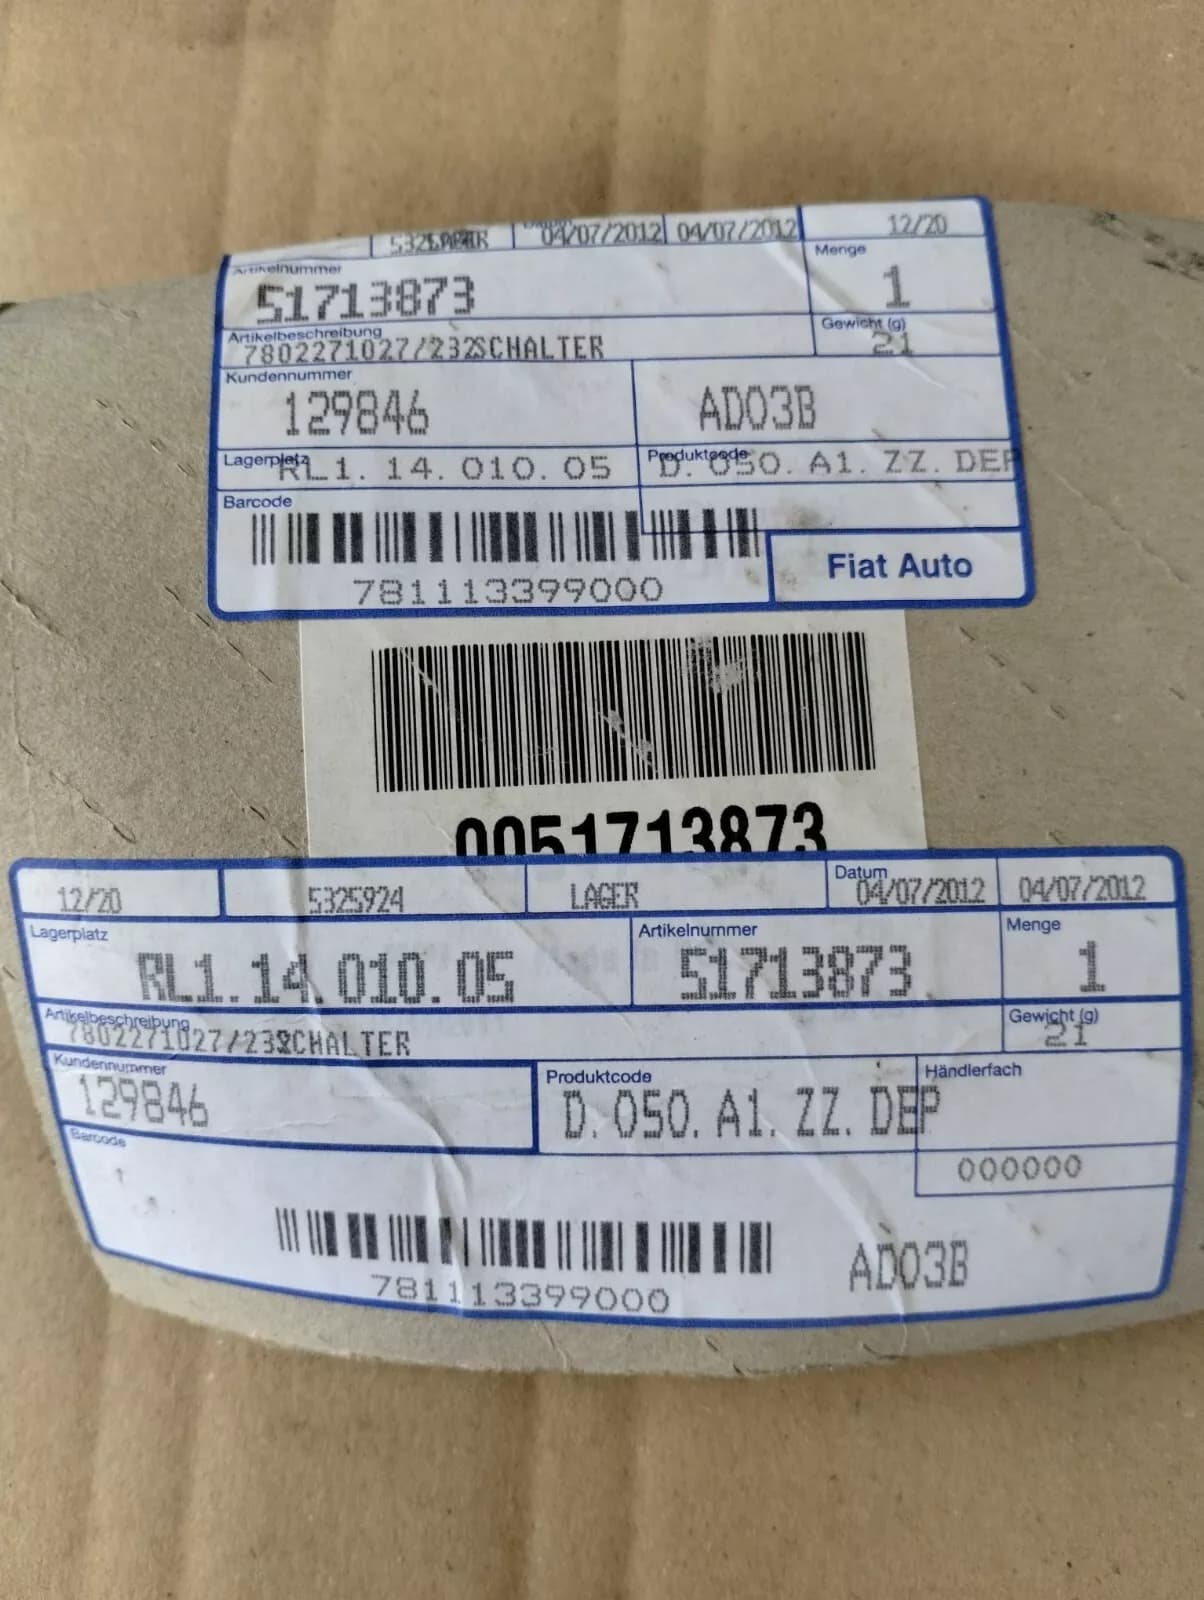 Datum
04/07/2012 04/07/2012 12/20
Artikelnummer
51713873
Menge
1
Artikelbeschreibung
7802271027/232SCHALTER
Gewicht (g)
21
Kundennummer
129846
AD03B
Lagerplatz
RL1.14.010.05
Produktcode
D.050.A1.ZZ.DEP
Barcode
781113399000
Fiat Auto
0051713873
12/20 5325924 LAGER Datum 04/07/2012 04/07/2012
Lagerplatz
RL1.14.010.05
Artikelnummer
51713873
Menge
1
Artikelbeschreibung
7802271027/232SCHALTER
Gewicht (g)
21
Kundennummer
129846
Produktcode
D.050.A1.ZZ.DEP
Händlerfach
000000
Barcode
781113399000
AD03B